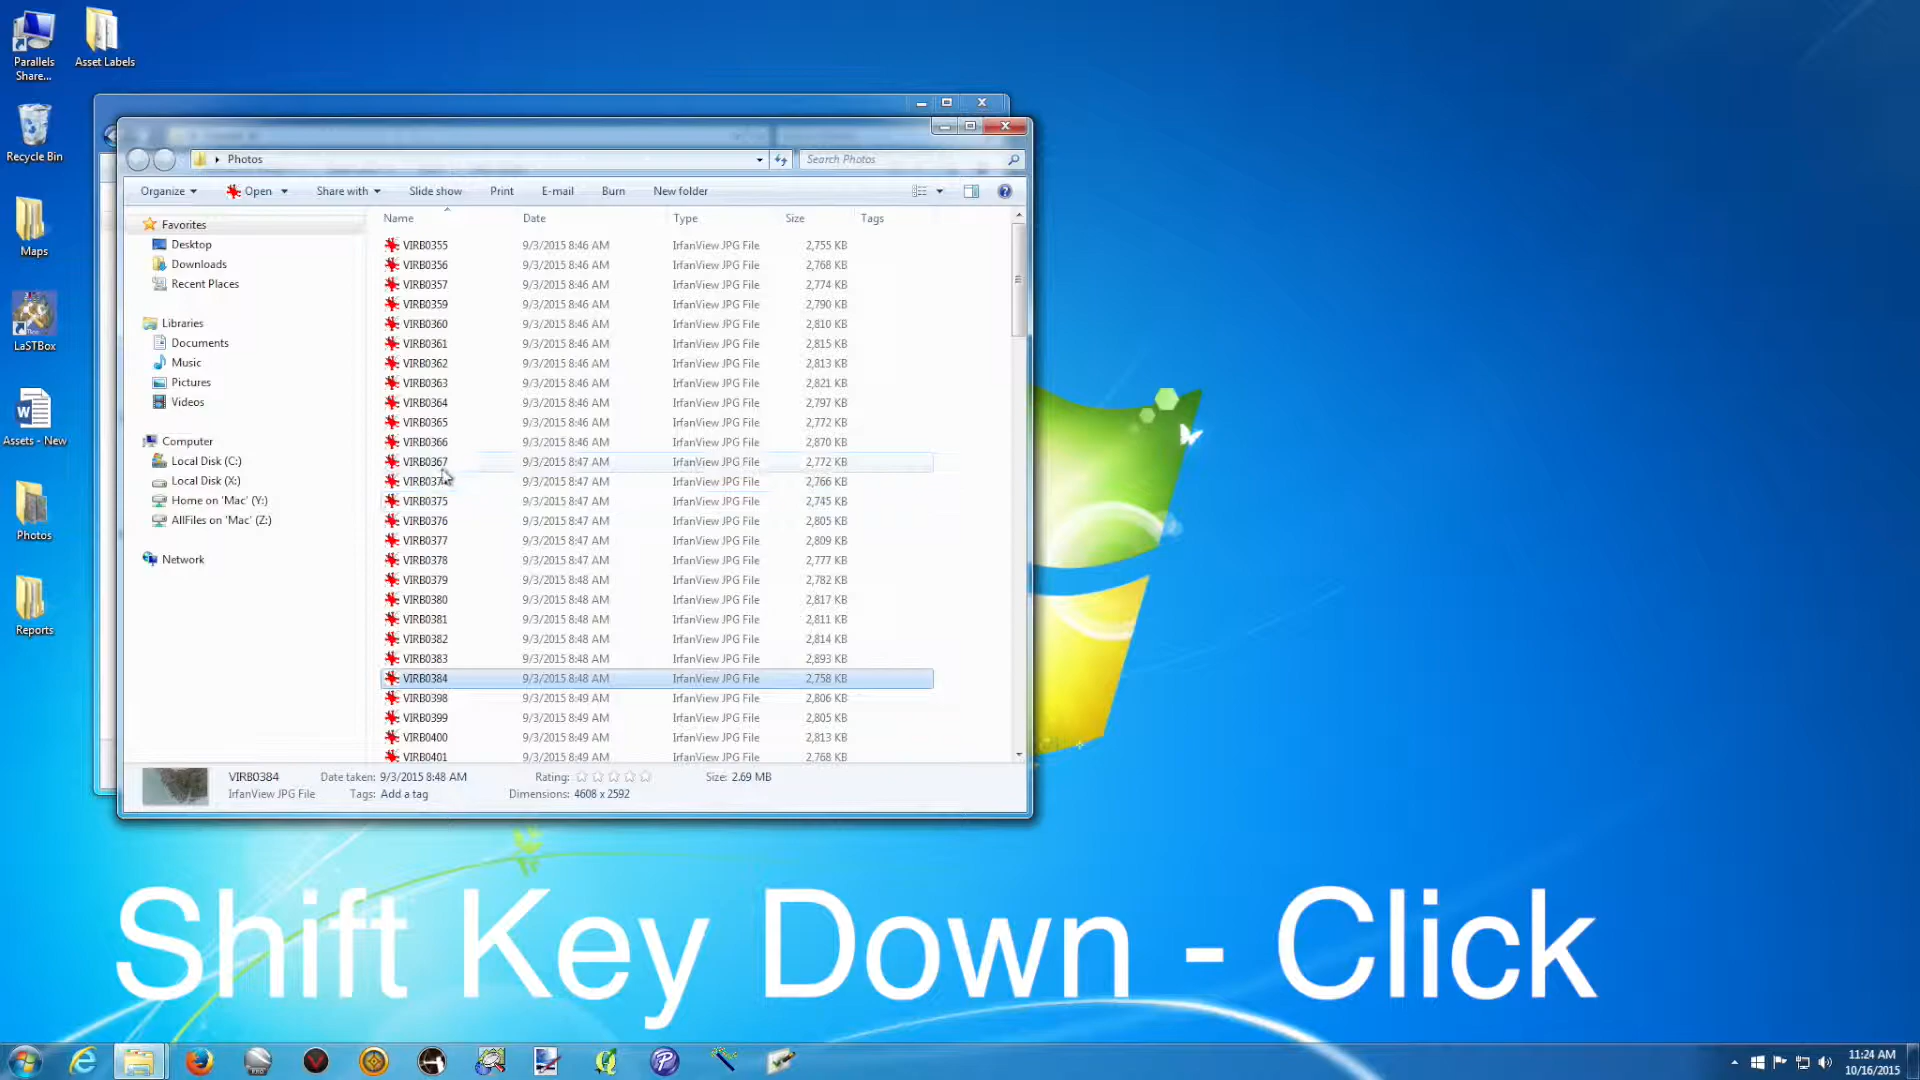 Parallels
Share...
Asset Labels
Recycle Bin
Maps
LaSTBox
Assets - New
Photos
Reports
Photos
Search Photos
Organize Open Share with Slide show Print E-mail Burn New folder
Favorites
Desktop
Downloads
Recent Places
Libraries
Documents
Music
Pictures
Videos
Computer
Local Disk (C:)
Local Disk (X:)
Home on 'Mac' (Y:)
AllFiles on 'Mac' (Z:)
Network
Name Date Type Size Tags
VIRB0355 9/3/2015 8:46 AM IrfanView JPG File 2,755 KB
VIRB0356 9/3/2015 8:46 AM IrfanView JPG File 2,768 KB
VIRB0357 9/3/2015 8:46 AM IrfanView JPG File 2,774 KB
VIRB0359 9/3/2015 8:46 AM IrfanView JPG File 2,790 KB
VIRB0360 9/3/2015 8:46 AM IrfanView JPG File 2,810 KB
VIRB0361 9/3/2015 8:46 AM IrfanView JPG File 2,815 KB
VIRB0362 9/3/2015 8:46 AM IrfanView JPG File 2,813 KB
VIRB0363 9/3/2015 8:46 AM IrfanView JPG File 2,821 KB
VIRB0364 9/3/2015 8:46 AM IrfanView JPG File 2,797 KB
VIRB0365 9/3/2015 8:46 AM IrfanView JPG File 2,772 KB
VIRB0366 9/3/2015 8:46 AM IrfanView JPG File 2,870 KB
VIRB0367 9/3/2015 8:47 AM IrfanView JPG File 2,772 KB
9/3/2015 8:47 AM IrfanView JPG File 2,766 KB
VIRB0375 9/3/2015 8:47 AM IrfanView JPG File 2,745 KB
VIRB0376 9/3/2015 8:47 AM IrfanView JPG File 2,805 KB
VIRB0377 9/3/2015 8:47 AM IrfanView JPG File 2,809 KB
VIRB0378 9/3/2015 8:47 AM IrfanView JPG File 2,777 KB
VIRB0379 9/3/2015 8:48 AM IrfanView JPG File 2,782 KB
VIRB0380 9/3/2015 8:48 AM IrfanView JPG File 2,817 KB
VIRB0381 9/3/2015 8:48 AM IrfanView JPG File 2,811 KB
VIRB0382 9/3/2015 8:48 AM IrfanView JPG File 2,814 KB
VIRB0383 9/3/2015 8:48 AM IrfanView JPG File 2,893 KB
VIRB0384 9/3/2015 8:48 AM IrfanView JPG File 2,758 KB
VIRB0398 9/3/2015 8:49 AM IrfanView JPG File 2,806 KB
VIRB0399 9/3/2015 8:49 AM IrfanView JPG File 2,805 KB
VIRB0400 9/3/2015 8:49 AM IrfanView JPG File 2,813 KB
VIRB0401 9/3/2015 8:49 AM IrfanView JPG File 2,768 KB
VIRB0384 Date taken: 9/3/2015 8:48 AM Rating: Size: 2.69 MB
IrfanView JPG File Tags: Add a tag Dimensions: 4608 x 2592
Shift Key Down - Click
11:24 AM
10/16/2015